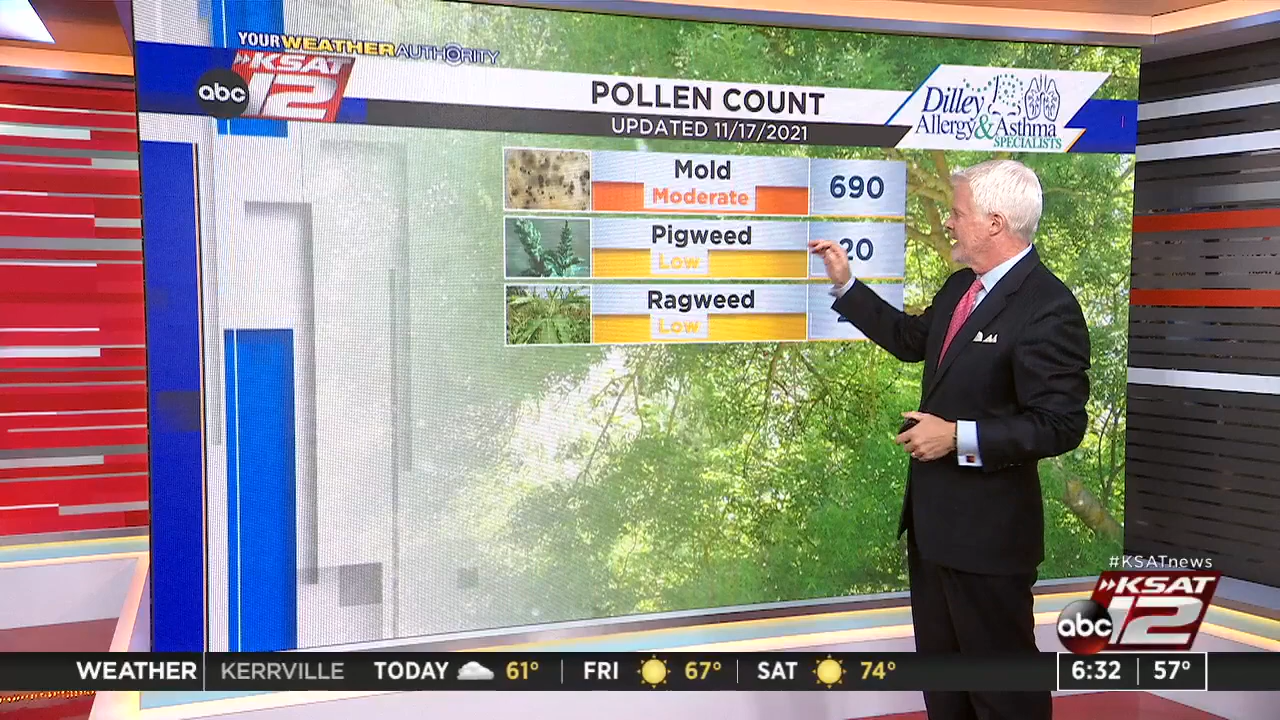 YOUR WEATHER AUTHORITY
KSAT
abc 12
POLLEN COUNT
UPDATED 11/17/2021
Dilley
Allergy & Asthma
SPECIALISTS
Mold
Moderate
690
Pigweed
Low
20
Ragweed
Low
#KSATnews
KSAT
abc 12
WEATHER KERRVILLE TODAY 61° FRI 67° SAT 74° 6:32 57°